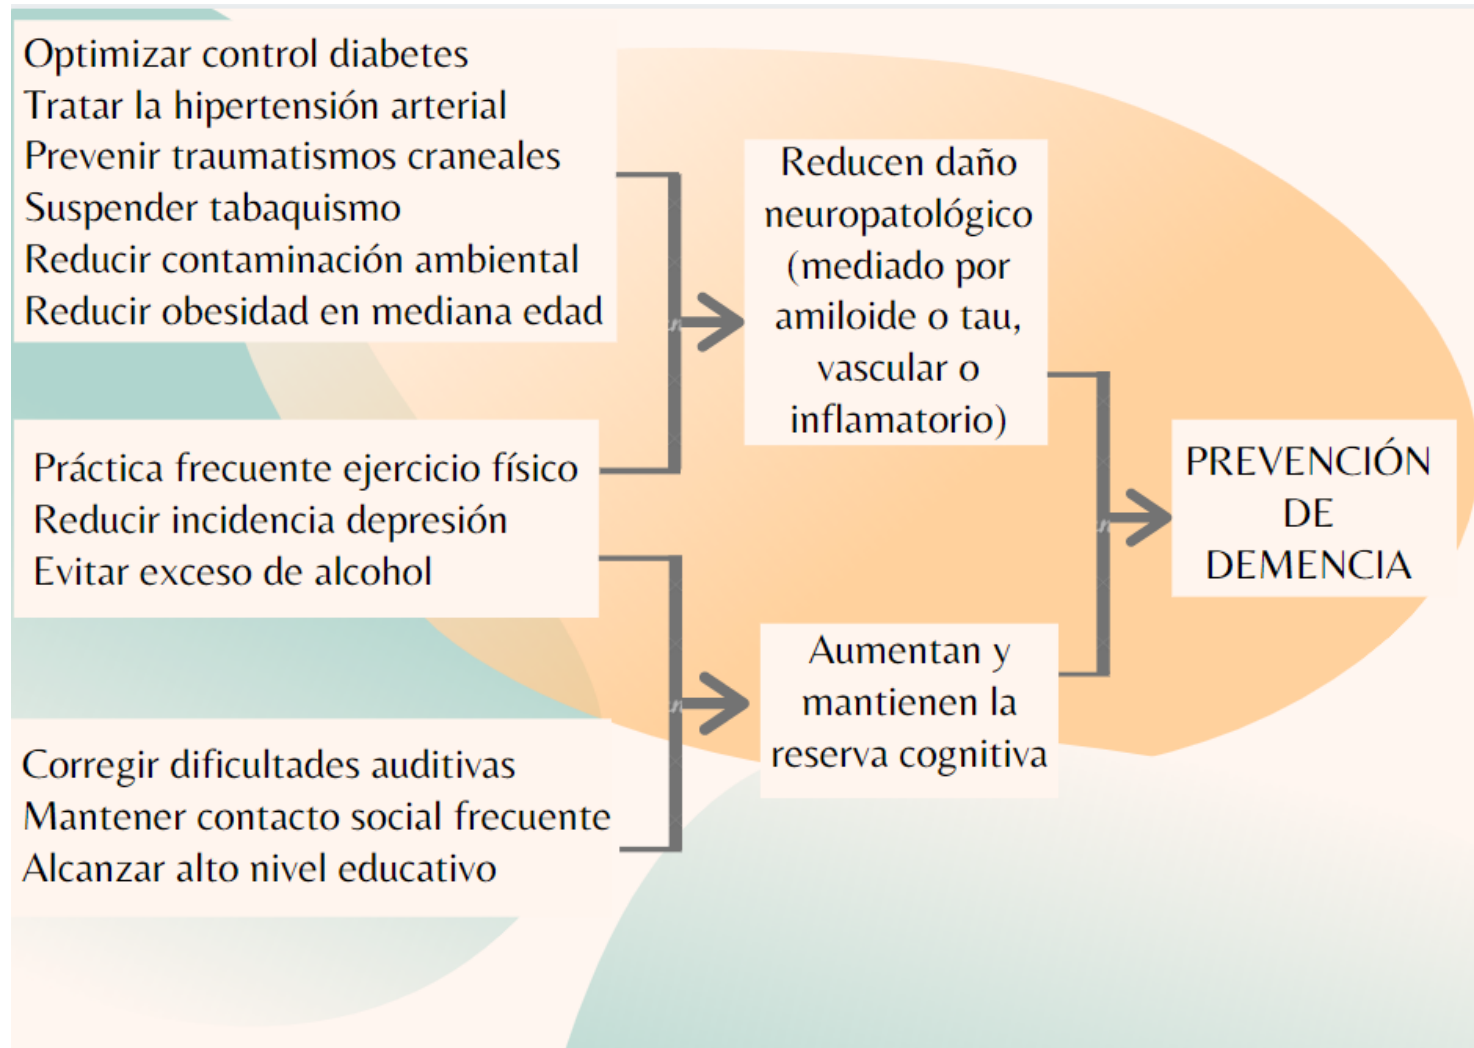 Optimizar control diabetes
Tratar la hipertensión arterial
Prevenir traumatismos craneales
Suspender tabaquismo
Reducir contaminación ambiental
Reducir obesidad en mediana edad
Práctica frecuente ejercicio físico
Reducir incidencia depresión
Evitar exceso de alcohol
Corregir dificultades auditivas
Mantener contacto social frecuente
Alcanzar alto nivel educativo
Reducen daño
neuropatológico
(mediado por
amiloide o tau,
vascular o
inflamatorio)
Aumentan y
mantienen la
reserva cognitiva
PREVENCIÓN
DE
DEMENCIA